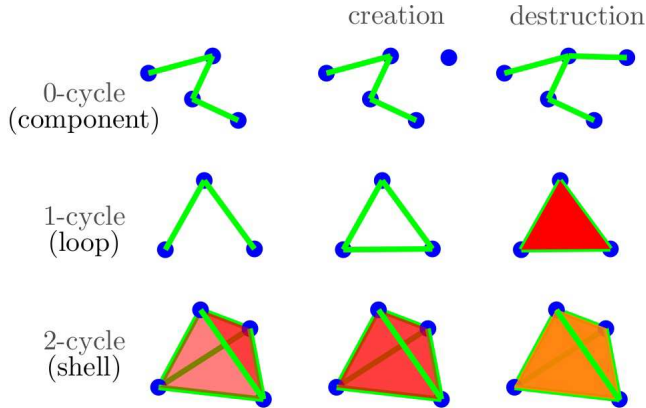 creation destruction
0-cycle
(component)
1-cycle
(loop)
2-cycle
(shell)